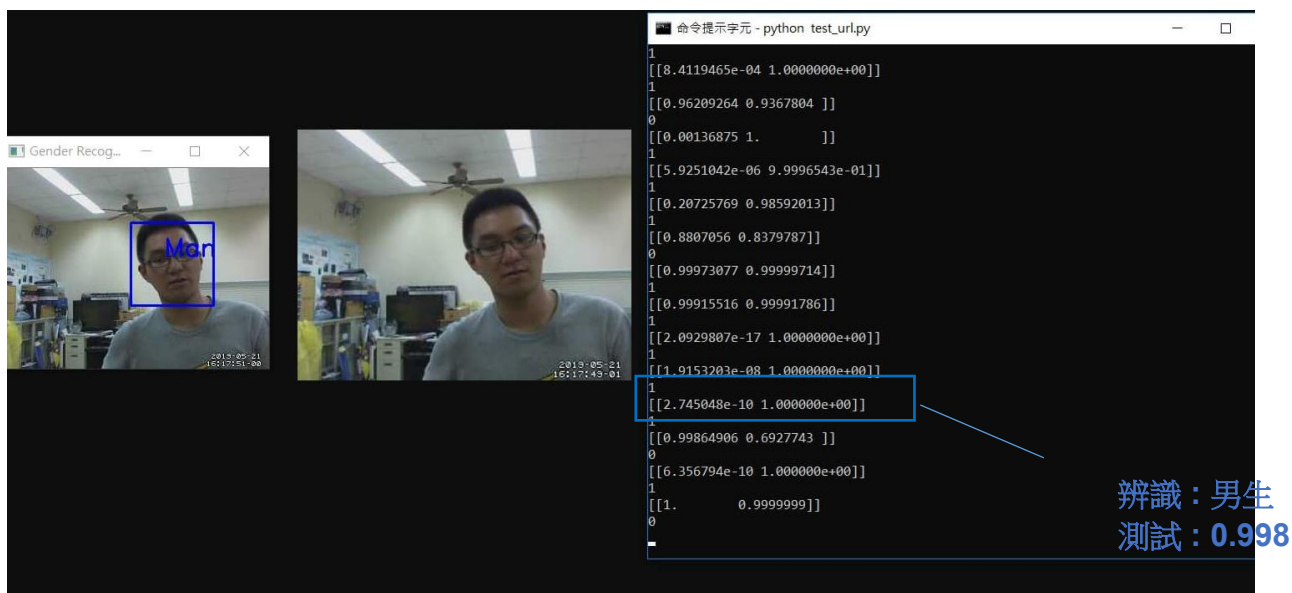 命令提示字元 - python test_url.py
1
[[8.4119465e-04 1.0000000e+00]]
1
[[0.96209264 0.9367804 ]]
0
[[0.00136875 1. ]]
1
[[5.9251042e-06 9.9996543e-01]]
1
[[0.20725769 0.98592013]]
1
[[0.8807056 0.8379787]]
0
[[0.99973077 0.99999714]]
1
[[0.99915516 0.99991786]]
1
[[2.0929807e-17 1.0000000e+00]]
1
[[1.9153203e-08 1.0000000e+00]]
1
[[2.745048e-10 1.000000e+00]]
1
[[0.99864906 0.6927743 ]]
0
[[6.356794e-10 1.000000e+00]]
1
[[1. 0.9999999]]
0
Gender Recog...
Man
2019-05-21
16:17:51-00
2019-05-21
16:17:49-01
辨識：男生
測試：0.998